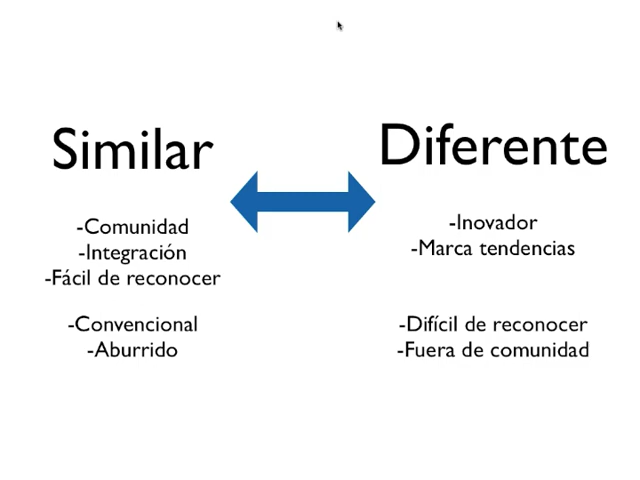 Similar
-Comunidad
-Integración
-Fácil de reconocer
-Convencional
-Aburrido
Diferente
-Inovador
-Marca tendencias
-Difícil de reconocer
-Fuera de comunidad